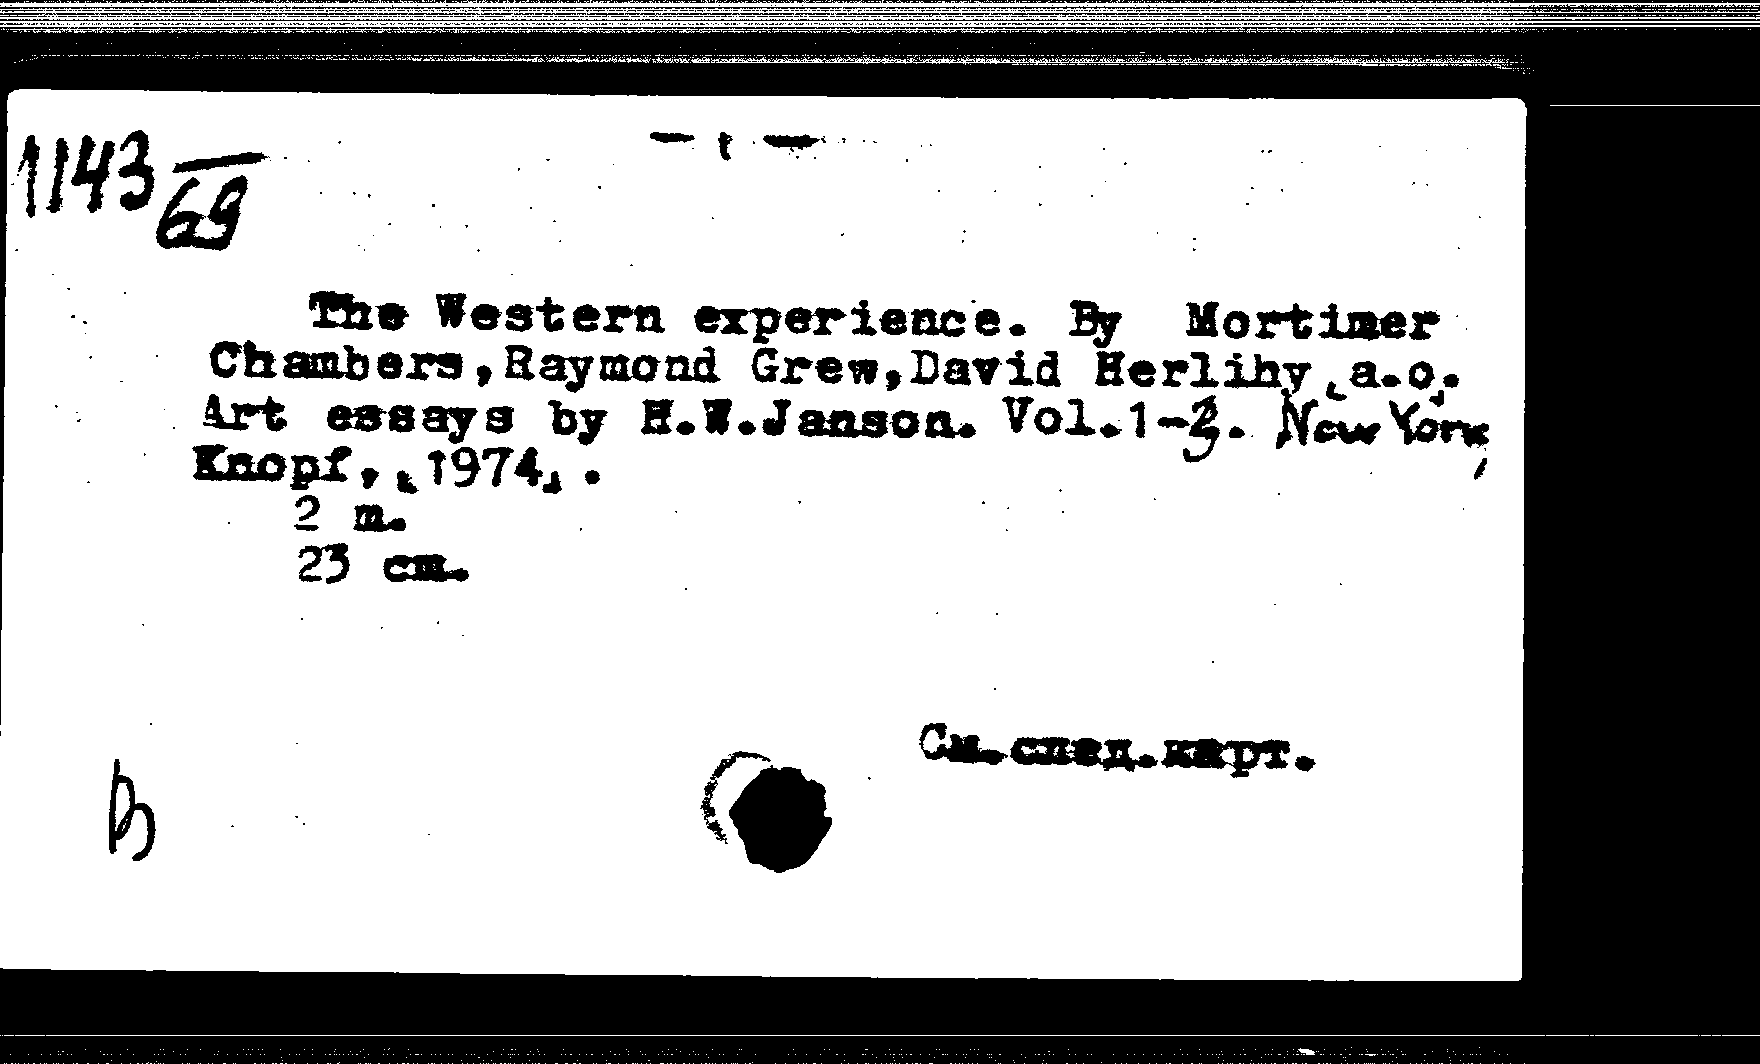 1143
69
The Western experience. By Mortimer
Chambers, Raymond Grew, David Herlihy [a.o].
Art essays by H.W.Janson. Vol.1-3. New York,
Knopf, [1974].
2 m.
23 cm.
См.след.карт.
В